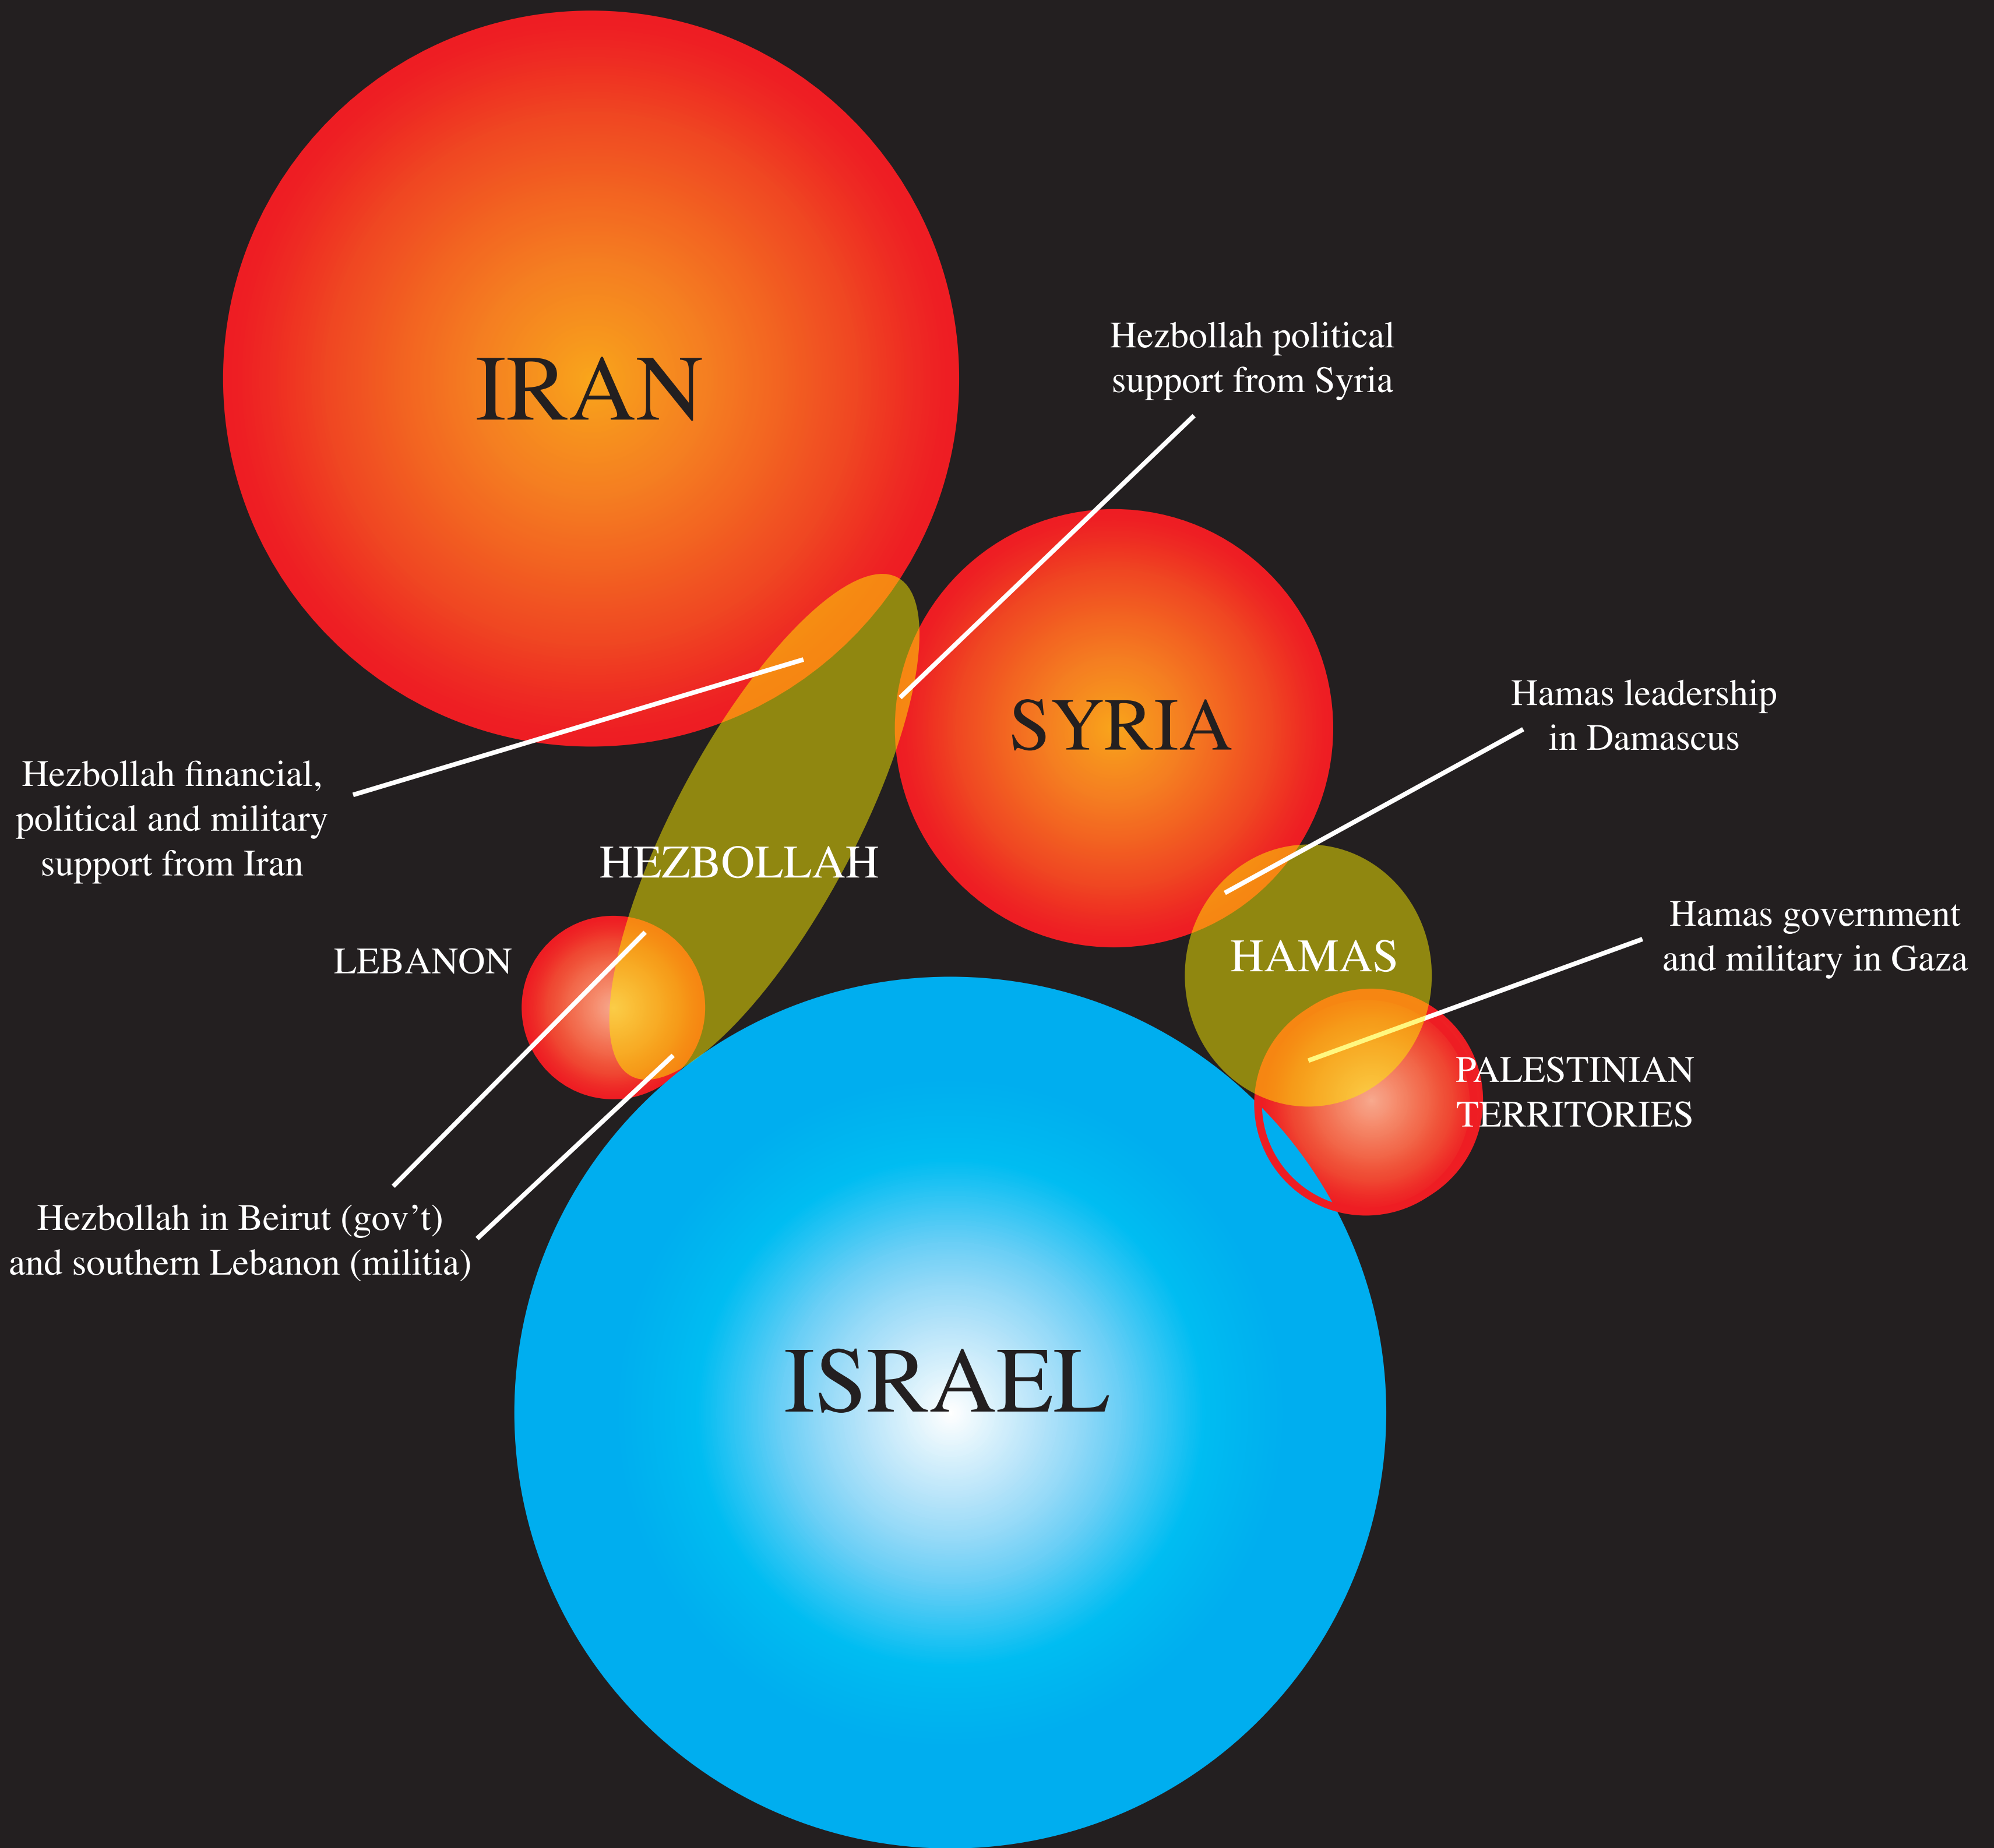 IRAN
Hezbollah political
support from Syria
SYRIA
Hamas leadership
in Damascus
Hezbollah financial,
political and military
support from Iran
HEZBOLLAH
HAMAS
Hamas government
and military in Gaza
LEBANON
PALESTINIAN
TERRITORIES
Hezbollah in Beirut (gov’t)
and southern Lebanon (militia)
ISRAEL